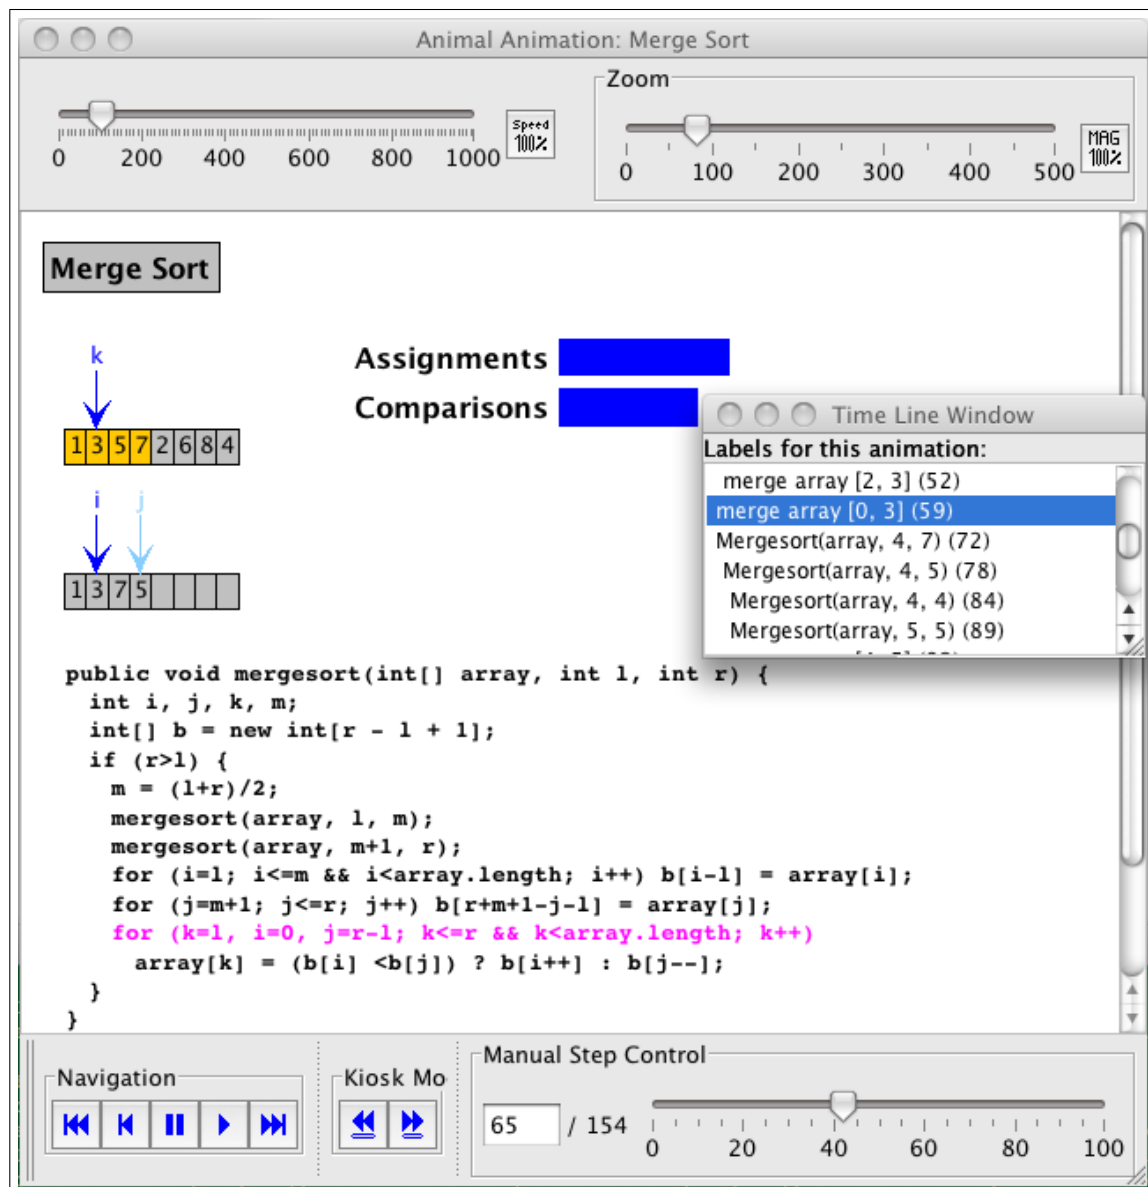 Animal Animation: Merge Sort
Zoom
Speed
100%
0 200 400 600 800 1000
MAG
100%
0 100 200 300 400 500
Merge Sort
k
Assignments
Comparisons
1 3 5 7 2 6 8 4
i j
1 3 7 5
Time Line Window
Labels for this animation:
merge array [2, 3] (52)
merge array [0, 3] (59)
Mergesort(array, 4, 7) (72)
Mergesort(array, 4, 5) (78)
Mergesort(array, 4, 4) (84)
Mergesort(array, 5, 5) (89)
public void mergesort(int[] array, int l, int r) {
int i, j, k, m;
int[] b = new int[r - l + 1];
if (r>l) {
m = (l+r)/2;
mergesort(array, l, m);
mergesort(array, m+1, r);
for (i=l; i<=m && i<array.length; i++) b[i-l] = array[i];
for (j=m+1; j<=r; j++) b[r+m+1-j-l] = array[j];
for (k=l, i=0, j=r-l; k<=r && k<array.length; k++)
array[k] = (b[i] <b[j]) ? b[i++] : b[j--];
}
}
Navigation
Kiosk Mo
Manual Step Control
65 / 154
0 20 40 60 80 100